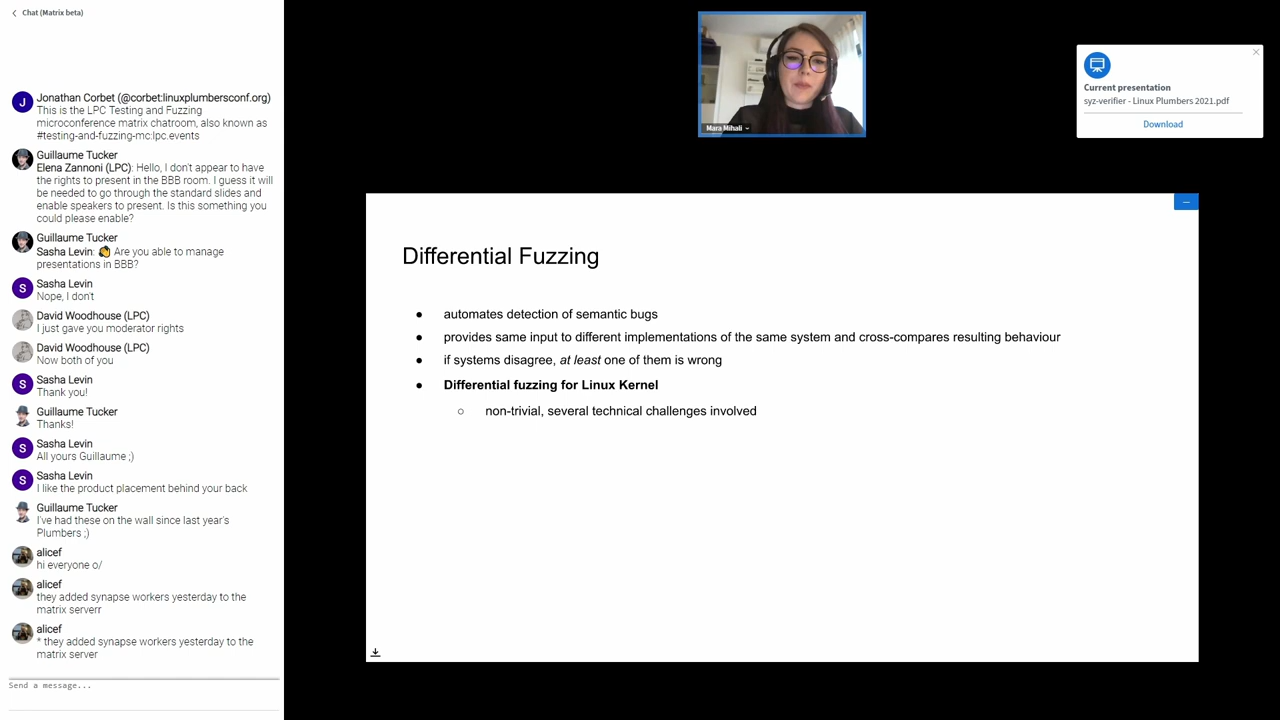 Chat (Matrix beta)
Jonathan Corbet (@corbet:linuxplumbersconf.org)
This is the LPC Testing and Fuzzing
microconference matrix chatroom, also known as
#testing-and-fuzzing-mc:lpc.events
Guillaume Tucker
Elena Zannoni (LPC): Hello, I don't appear to have
the rights to present in the BBB room. I guess it will
be needed to go through the standard slides and
enable speakers to present. Is this something you
could please enable?
Guillaume Tucker
Sasha Levin: 👏 Are you able to manage
presentations in BBB?
Sasha Levin
Nope, I don't
David Woodhouse (LPC)
I just gave you moderator rights
David Woodhouse (LPC)
Now both of you
Sasha Levin
Thank you!
Guillaume Tucker
Thanks!
Sasha Levin
All yours Guillaume ;)
Sasha Levin
I like the product placement behind your back
Guillaume Tucker
I've had these on the wall since last year's
Plumbers ;)
alicef
hi everyone o/
alicef
they added synapse workers yesterday to the
matrix serverr
alicef
* they added synapse workers yesterday to the
matrix server
Send a message...
Mara Mihali
Current presentation
syz-verifier - Linux Plumbers 2021.pdf
Download
Differential Fuzzing
● automates detection of semantic bugs
● provides same input to different implementations of the same system and cross-compares resulting behaviour
● if systems disagree, at least one of them is wrong
● Differential fuzzing for Linux Kernel
○ non-trivial, several technical challenges involved